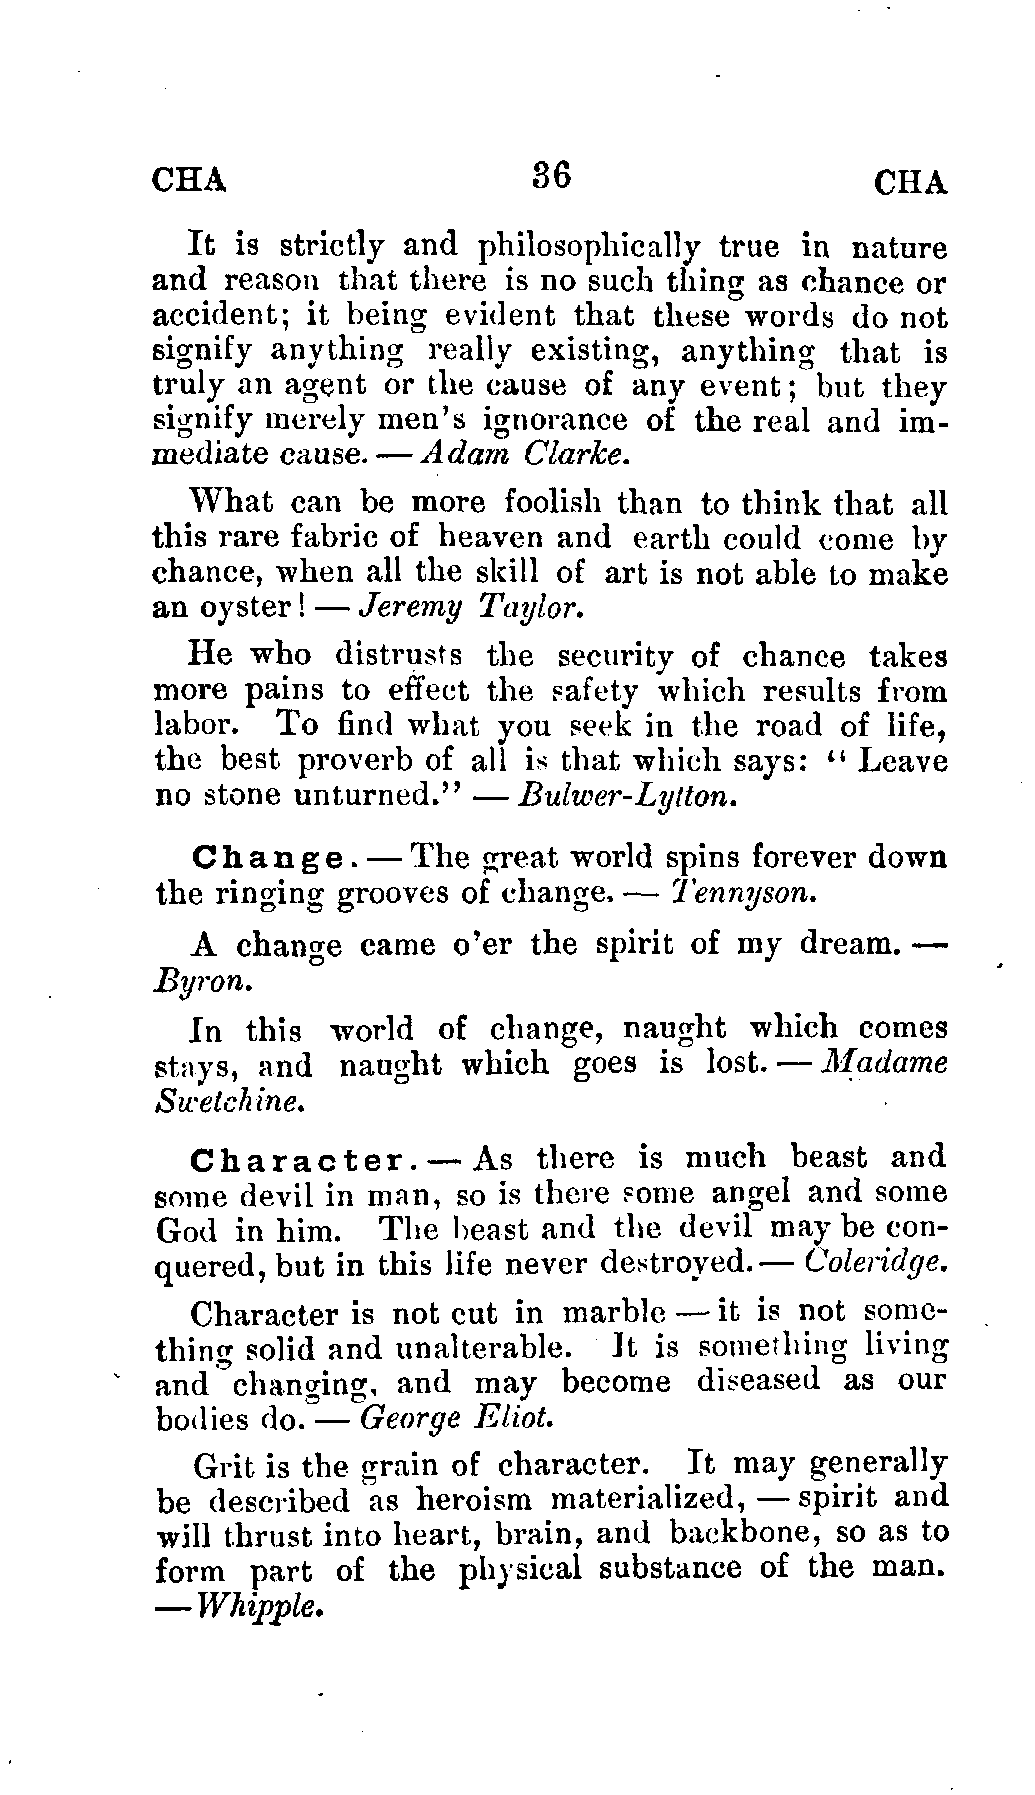 CHA 36 CHA
It is strictly and philosophically true in nature
and reason that there is no such thing as chance or
accident; it being evident that these words do not
signify anything really existing, anything that is
truly an agent or the cause of any event; but they
signify merely men's ignorance of the real and im-
mediate cause. — Adam Clarke.
What can be more foolish than to think that all
this rare fabric of heaven and earth could come by
chance, when all the skill of art is not able to make
an oyster! — Jeremy Taylor.
He who distrusts the security of chance takes
more pains to effect the safety which results from
labor. To find what you seek in the road of life,
the best proverb of all is that which says: "Leave
no stone unturned." — Bulwer-Lytton.
Change. — The great world spins forever down
the ringing grooves of change. — Tennyson.
A change came o'er the spirit of my dream. —
Byron.
In this world of change, naught which comes
stays, and naught which goes is lost. — Madame
Swetchine.
Character. — As there is much beast and
some devil in man, so is there some angel and some
God in him. The beast and the devil may be con-
quered, but in this life never destroyed. — Coleridge.
Character is not cut in marble — it is not some-
thing solid and unalterable. It is something living
and changing, and may become diseased as our
bodies do. — George Eliot.
Grit is the grain of character. It may generally
be described as heroism materialized, — spirit and
will thrust into heart, brain, and backbone, so as to
form part of the physical substance of the man.
— Whipple.